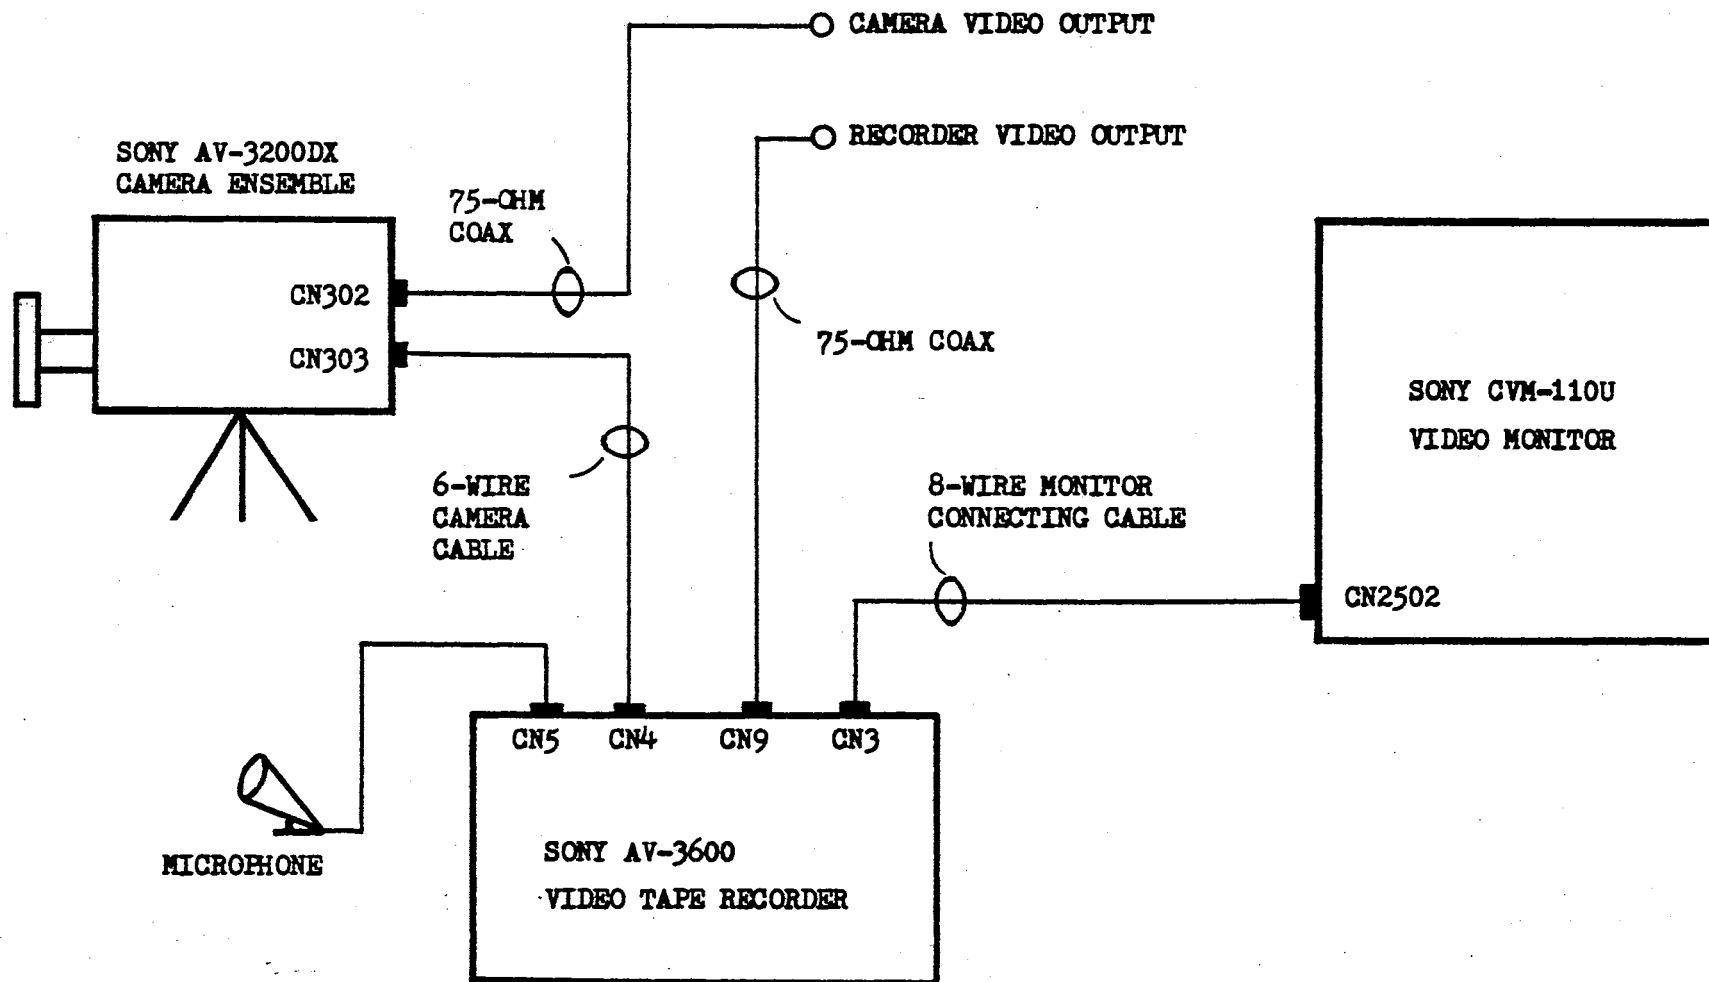 CAMERA VIDEO OUTPUT
RECORDER VIDEO OUTPUT
SONY AV-3200DX
CAMERA ENSEMBLE
75-OHM
COAX
CN302
CN303
75-OHM COAX
SONY CVM-110U
VIDEO MONITOR
6-WIRE
CAMERA
CABLE
8-WIRE MONITOR
CONNECTING CABLE
CN2502
CN5 CN4 CN9 CN3
MICROPHONE
SONY AV-3600
VIDEO TAPE RECORDER